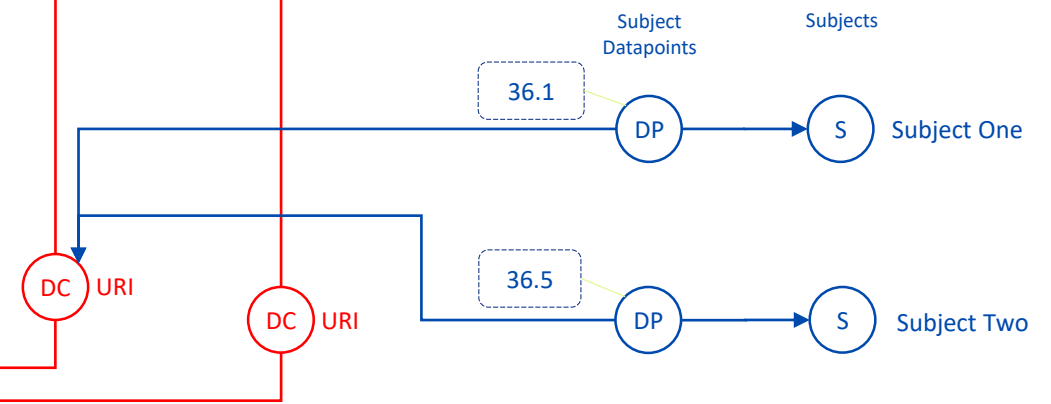 Subject
Datapoints
Subjects
36.1
DP
S
Subject One
DC
URI
36.5
DC
URI
DP
S
Subject Two